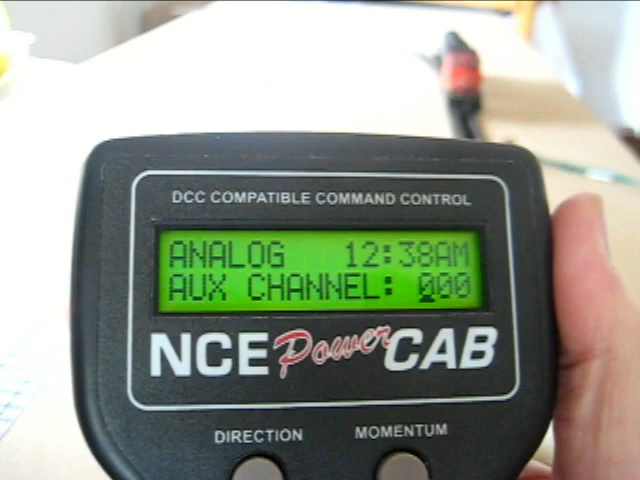 DCC COMPATIBLE COMMAND CONTROL
ANALOG 12:38AM
AUX CHANNEL: 000
NCE Power CAB
DIRECTION MOMENTUM